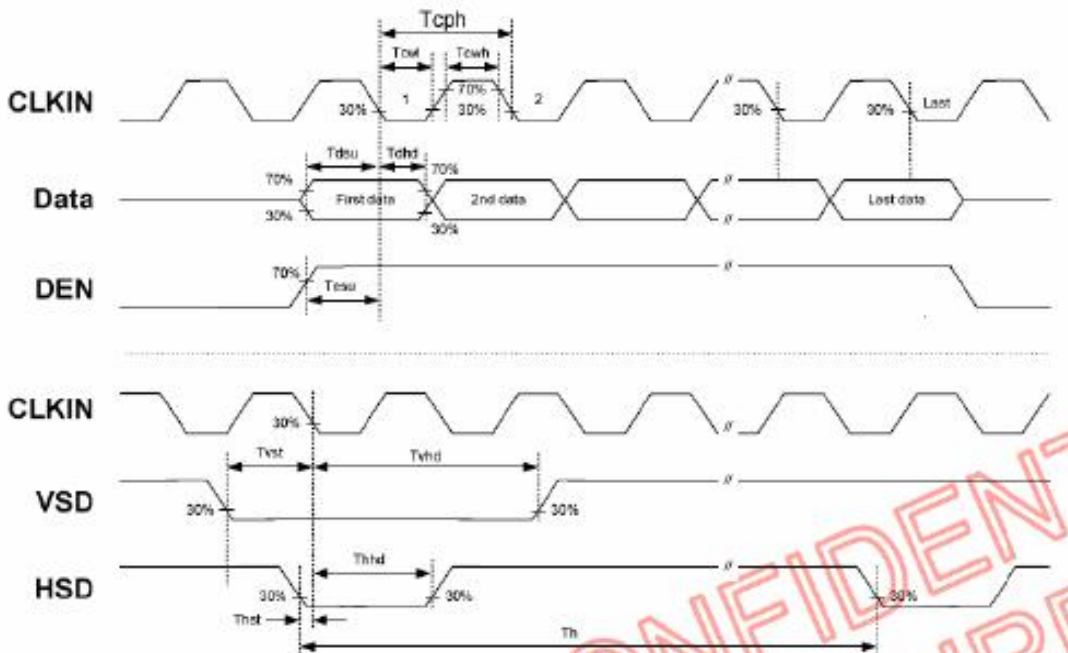 Tcph
Tcwl Tcwh
CLKIN 30% 1 70% 30% 2 30% 30% Last
Tdsu Tdhd
70% 70%
Data First data 2nd data Last data
30% 30%
70%
DEN Tesu
CLKIN
30%
Tvst Tvhd
VSD 30% 30%
Thhd
HSD 30% 30% 30%
Thst
Th